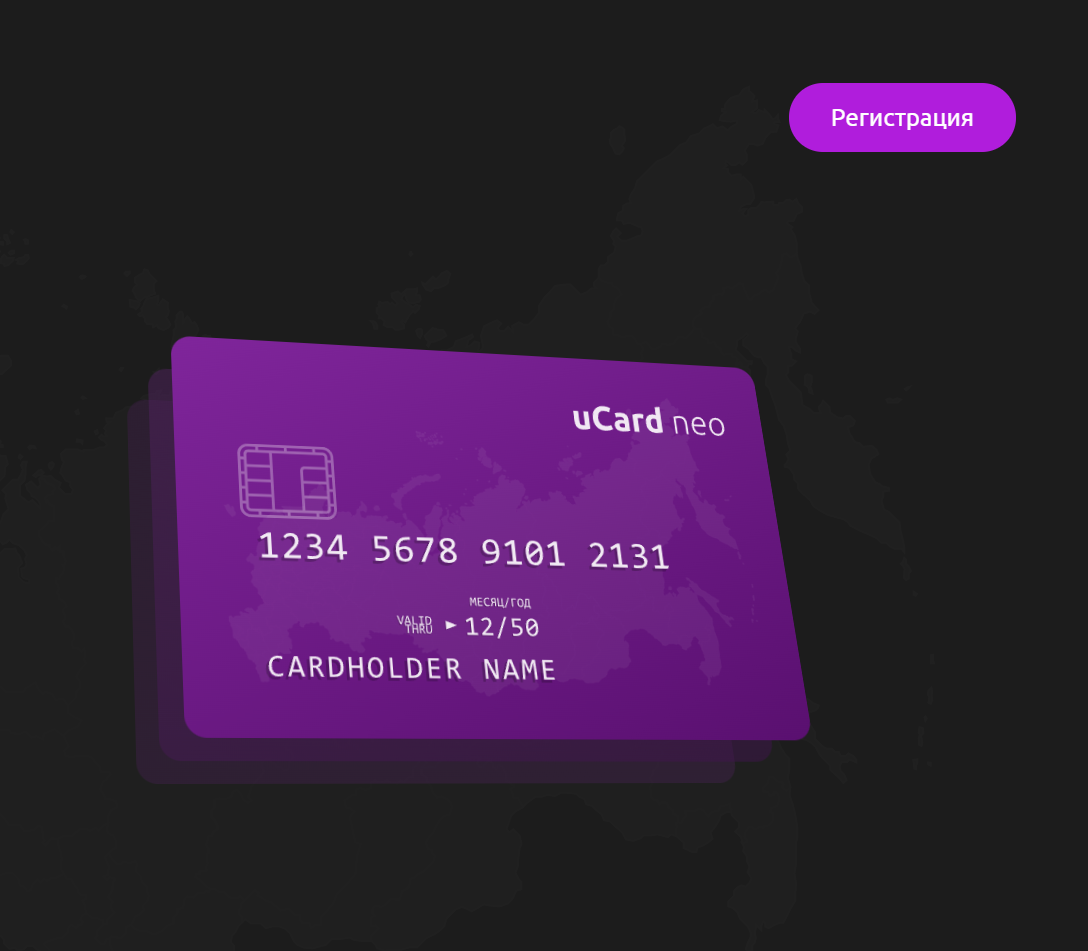 Регистрация
uCard neo
1234 5678 9101 2131
МЕСЯЦ/ГОД
VALID
THRU
12/50
CARDHOLDER NAME